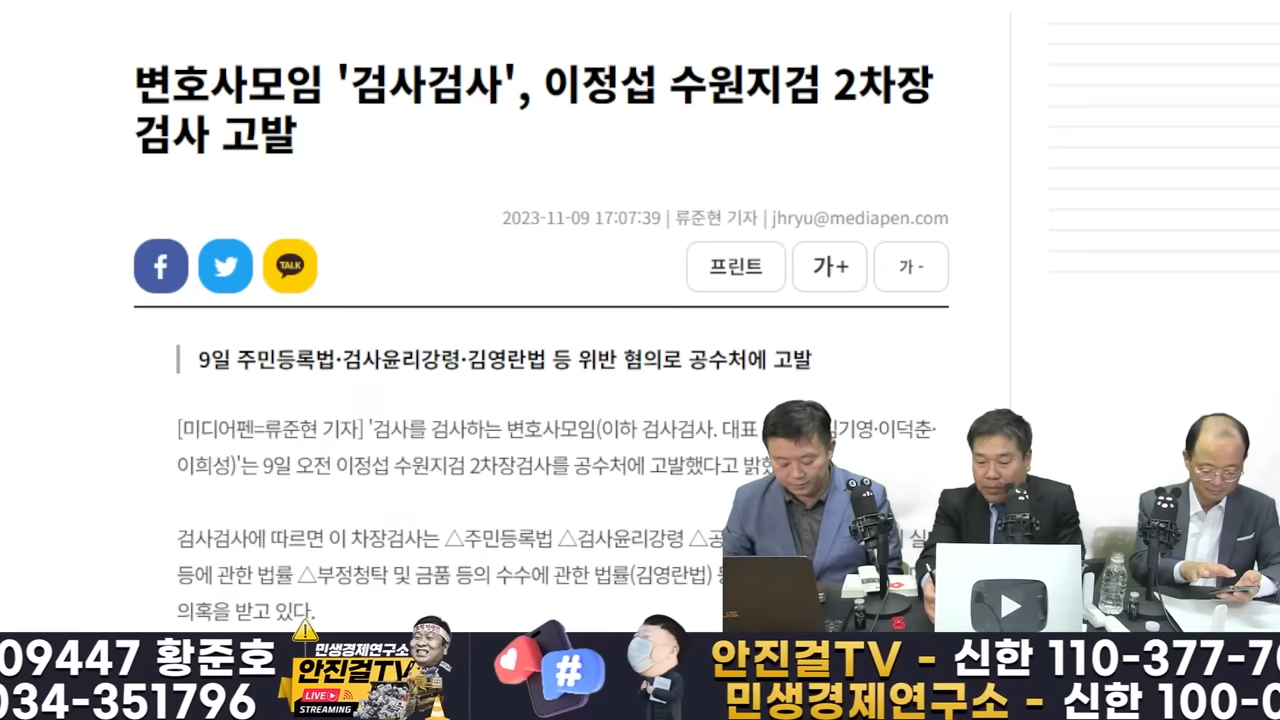 변호사모임 '검사검사', 이정섭 수원지검 2차장
검사 고발
2023-11-09 17:07:39 | 류준현 기자 | jhryu@mediapen.com
TALK
프린트
가+
가 -
9일 주민등록법·검사윤리강령·김영란법 등 위반 혐의로 공수처에 고발
[미디어펜=류준현 기자] '검사를 검사하는 변호사모임(이하 검사검사. 대표 김기영·이덕춘·
이희성)'는 9일 오전 이정섭 수원지검 2차장검사를 공수처에 고발했다고
검사검사에 따르면 이 차장검사는 △주민등록법 △검사윤리강령
등에 관한 법률 △부정청탁 및 금품 등의 수수에 관한 법률(김영란법)
의혹을 받고 있다.
09447 황준호
034-351796
민생경제연구소
안진걸TV
LIVE
STREAMING
#
안진걸TV - 신한 110-377-70
민생경제연구소 - 신한 100-0